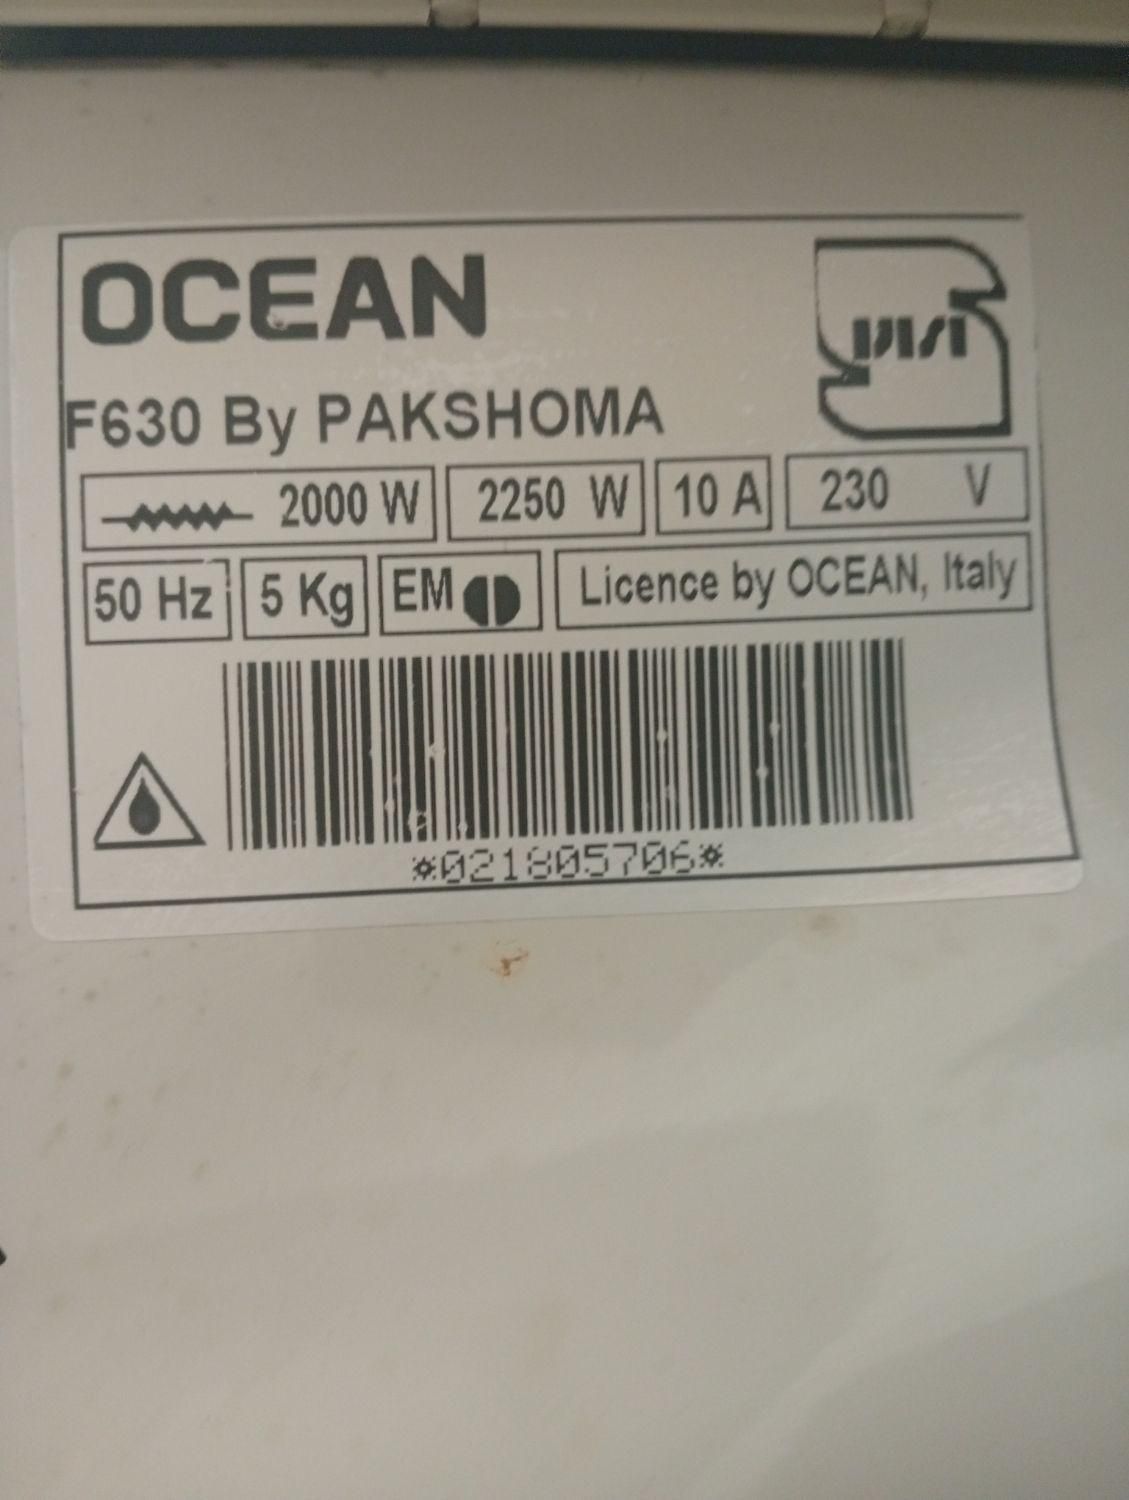 OCEAN
F630 By PAKSHOMA
2000 W 2250 W 10 A 230 V
50 Hz 5 Kg EM Licence by OCEAN, Italy
*021805706*